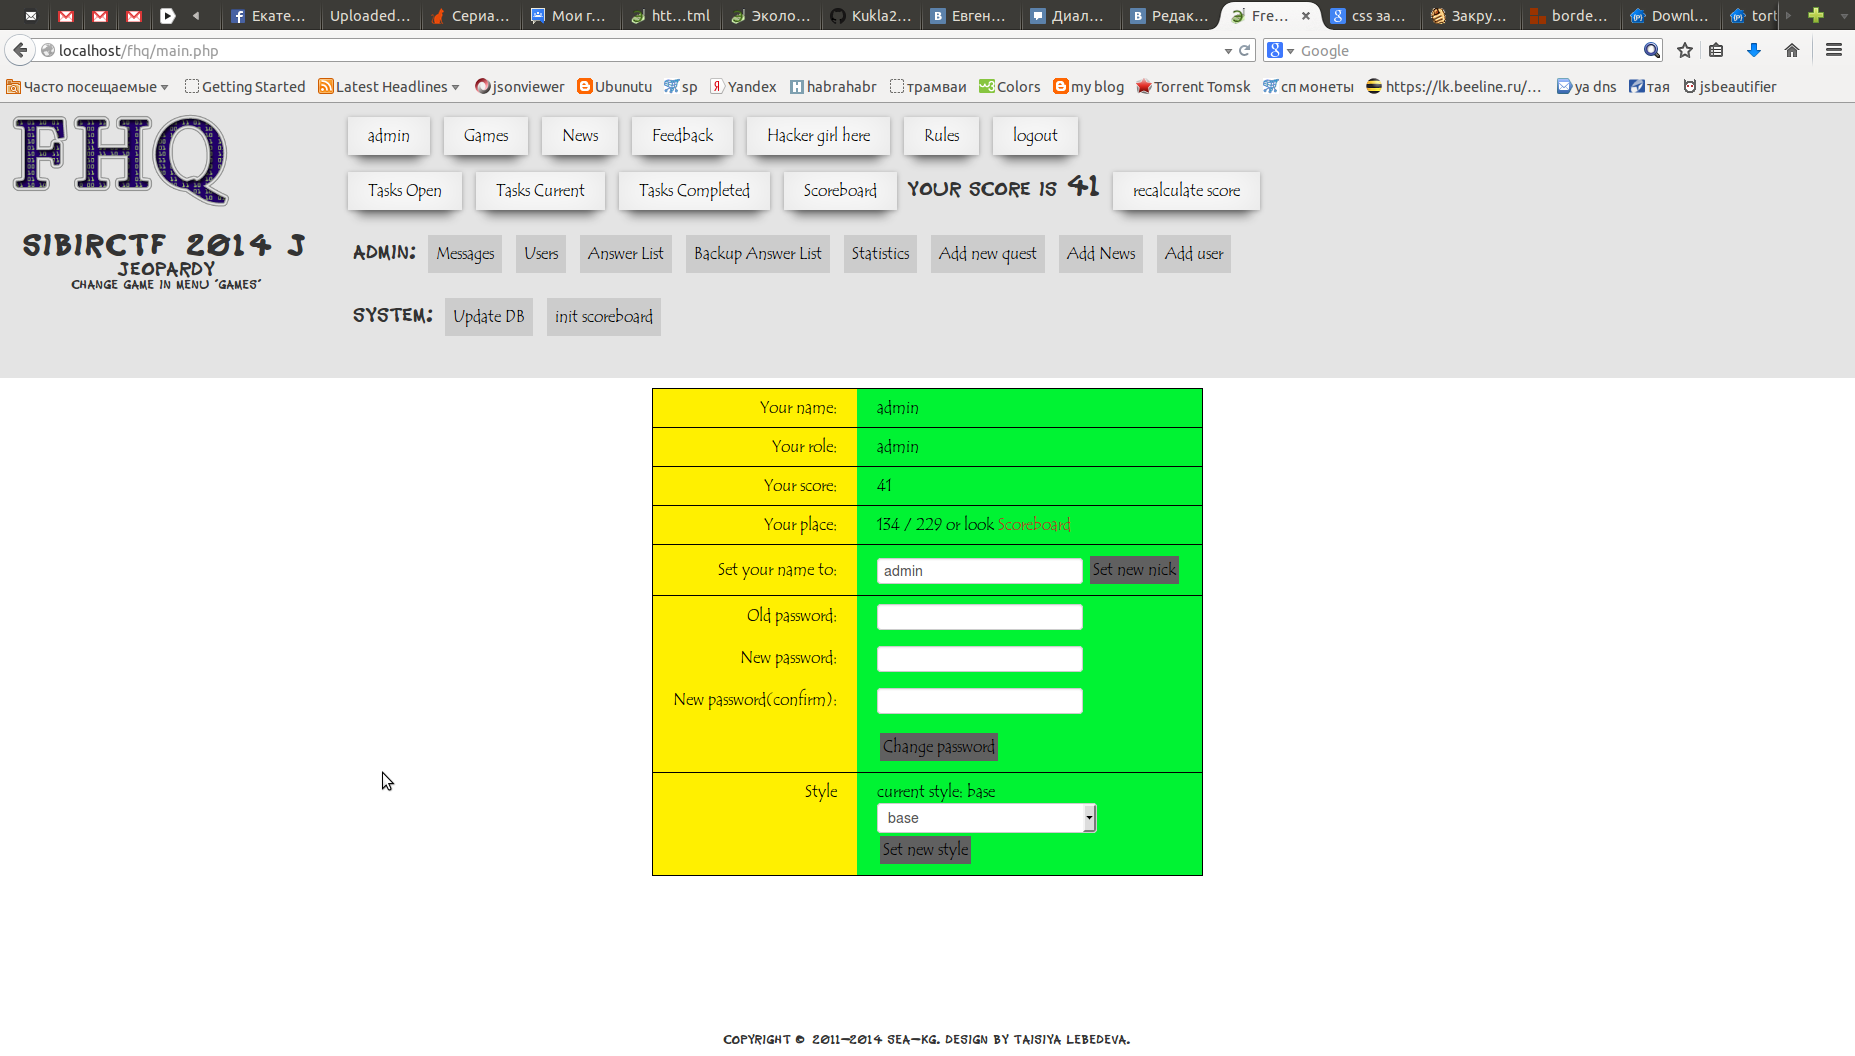 Екате... Uploaded... Сериа... Мои г... htt...tml Эколо... Kukla2... Евген... Диал... Редак... Fre... css за... Закру... borde... Downl... tort
localhost/fhq/main.php Google
Часто посещаемые Getting Started Latest Headlines jsonviewer Ubunutu sp Yandex habrahabr трамваи Colors my blog Torrent Tomsk сп монеты https://lk.beeline.ru/... ya dns тая jsbeautifier
FHQ
admin Games News Feedback Hacker girl here Rules logout
Tasks Open Tasks Current Tasks Completed Scoreboard YOUR SCORE IS 41 recalculate score
SIBIRCTF 2014 J
JEOPARDY
CHANGE GAME IN MENU "GAMES"
ADMIN: Messages Users Answer List Backup Answer List Statistics Add new quest Add News Add user
SYSTEM: Update DB init scoreboard
Your name: admin
Your role: admin
Your score: 41
Your place: 134 / 229 or look Scoreboard
Set your name to: admin Set new nick
Old password:
New password:
New password(confirm):
Change password
Style current style: base
base
Set new style
COPYRIGHT © 2011-2014 SEA-KG. DESIGN BY TAISIYA LEBEDEVA.